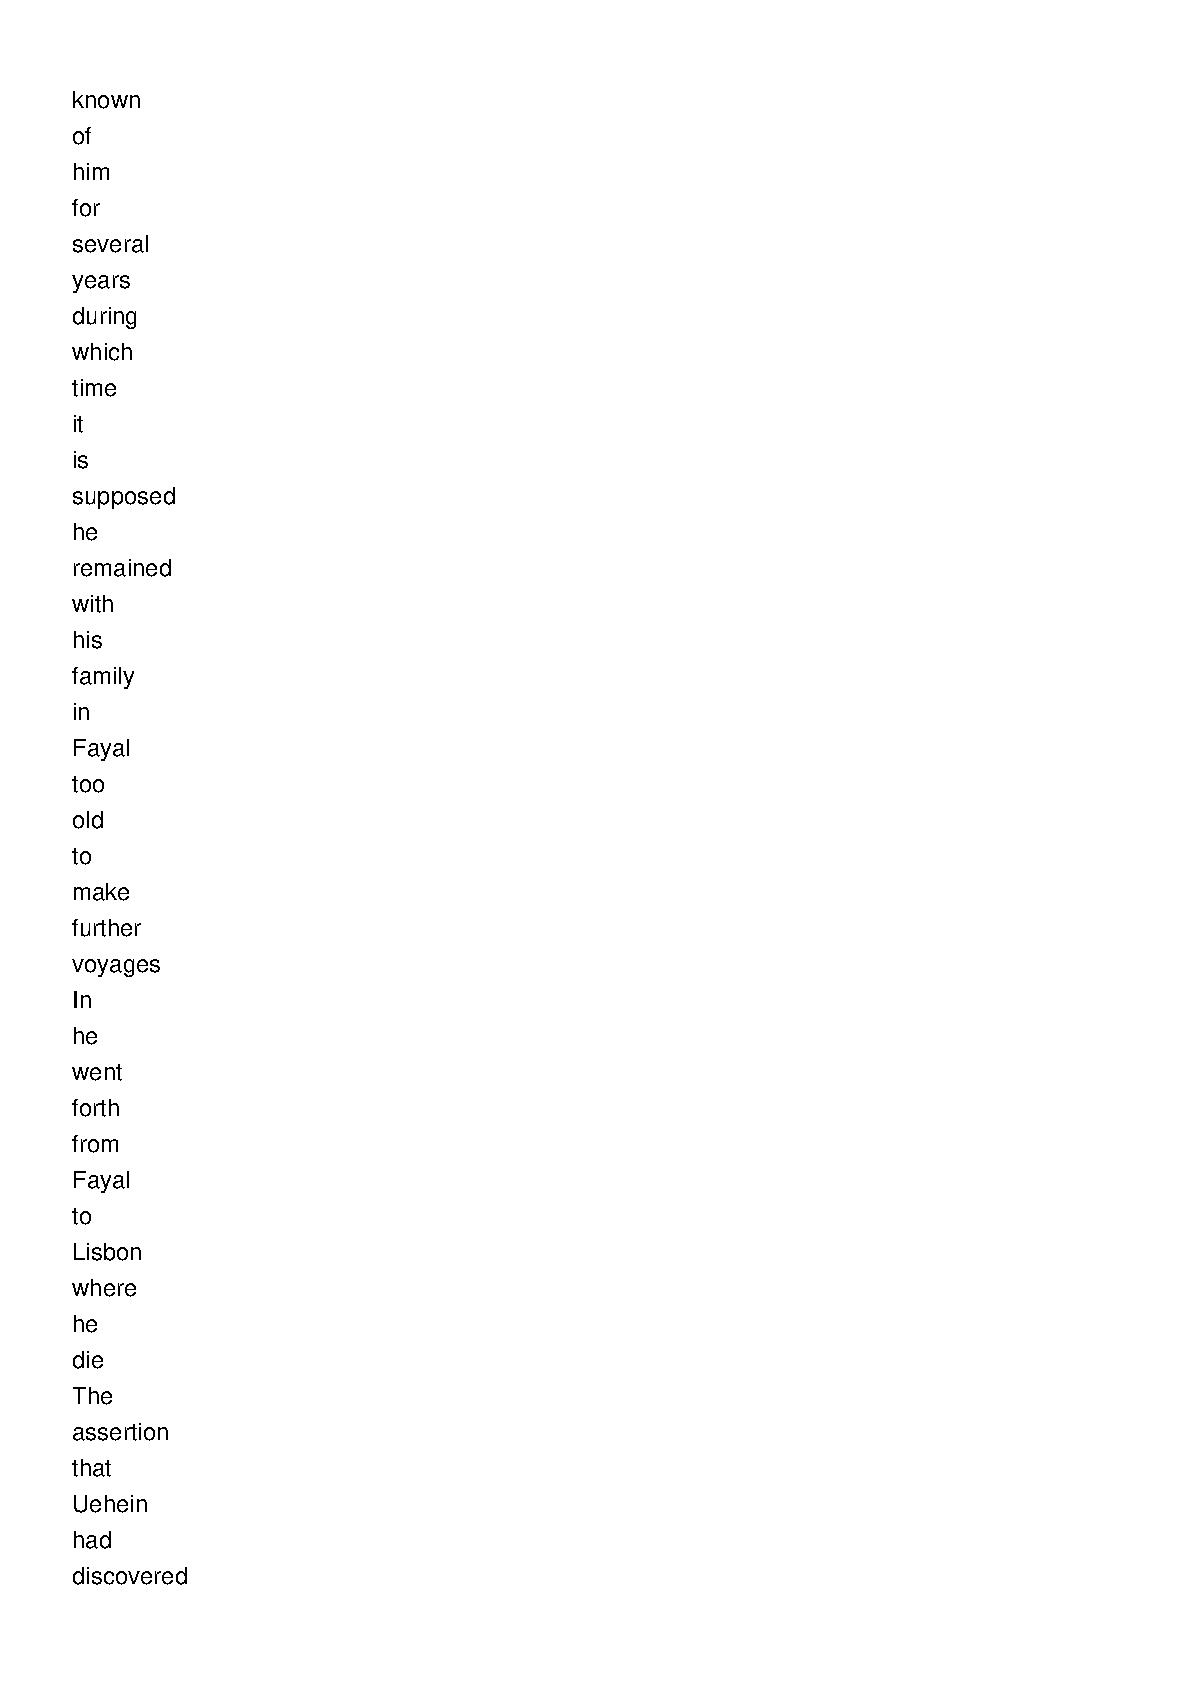 known
of
him
for
several
years
during
which
time
it
is
supposed
he
remained
with
his
family
in
Fayal
too
old
to
make
further
voyages
In
he
went
forth
from
Fayal
to
Lisbon
where
he
die
The
assertion
that
Uehein
had
discovered